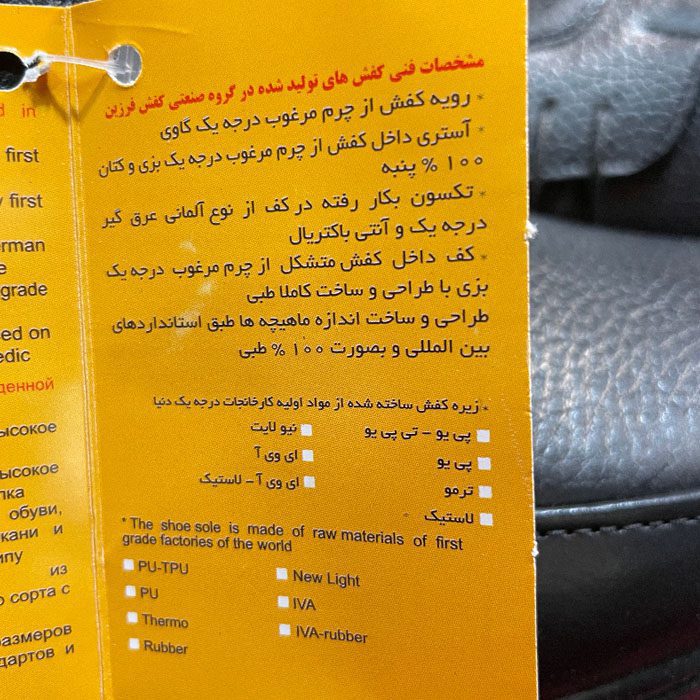 d in
first
y first
erman
e
grade
sed on
edic
денной
ысокое
ысокое
пка
обуви,
кани и
ипу
из
о сорта с
размеров
дартов и
مشخصات فنی کفش های تولید شده در گروه صنعتی کفش فرزین
* رویه کفش از چرم مرغوب درجه یک گاوی
* آستری داخل کفش از چرم مرغوب درجه یک بزی و کتان
۱۰۰ % پنبه
* تکسون بکار رفته در کف از نوع آلمانی عرق گیر
درجه یک و آنتی باکتریال
* کف داخل کفش متشکل از چرم مرغوب درجه یک
بزی با طراحی و ساخت کاملا طبی
طراحی و ساخت اندازه ماهیچه ها طبق استانداردهای
بین المللی و بصورت ۱۰۰ % طبی
* زیره کفش ساخته شده از مواد اولیه کارخانجات درجه یک دنیا
پی یو - تی پی یو
نیو لایت
پی یو
ای وی آ
ترمو
ای وی آ - لاستیک
لاستیک
* The shoe sole is made of raw materials of first
grade factories of the world
PU-TPU
New Light
PU
IVA
Thermo
IVA-rubber
Rubber